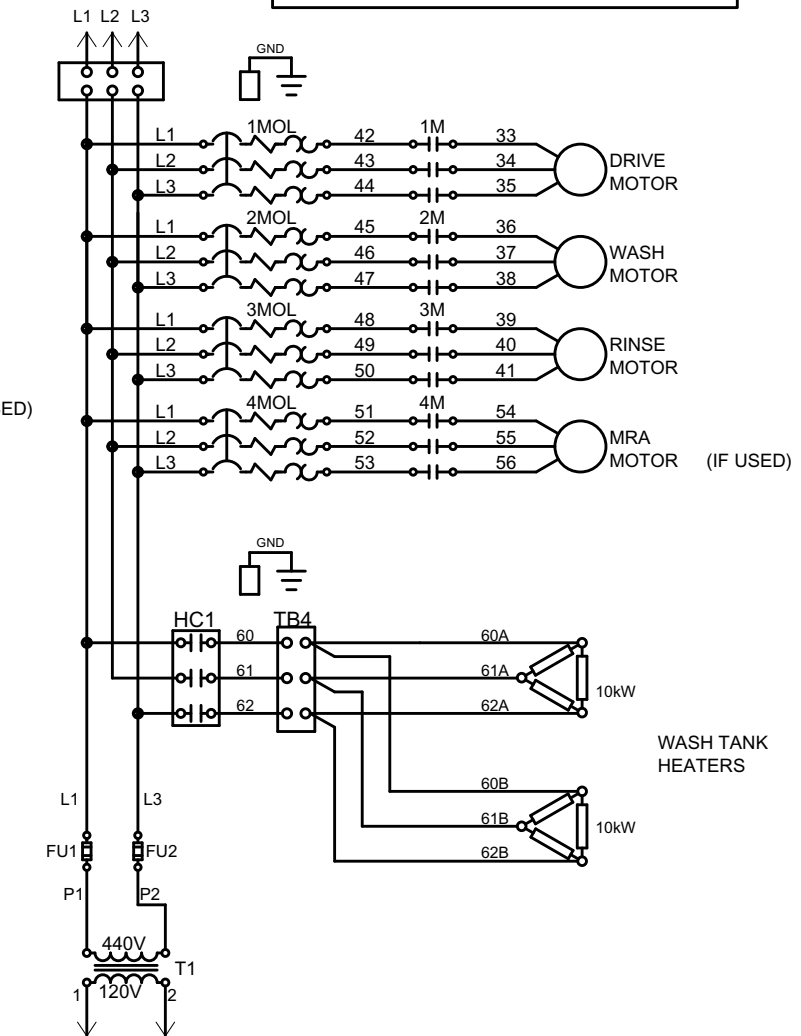 L1 L2 L3
GND
L1 1MOL 42 1M 33
L2 43 34 DRIVE
L3 44 35 MOTOR
L1 2MOL 45 2M 36
L2 46 37 WASH
L3 47 38 MOTOR
L1 3MOL 48 3M 39
L2 49 40 RINSE
L3 50 41 MOTOR
ED)
L1 4MOL 51 4M 54
L2 52 55 MRA
L3 53 56 MOTOR (IF USED)
GND
HC1 TB4
60 60A
61 61A
10kW
62 62A
WASH TANK
HEATERS
60B
L1 L3
61B
10kW
FU1 FU2
62B
P1 P2
440V
T1
1 120V 2